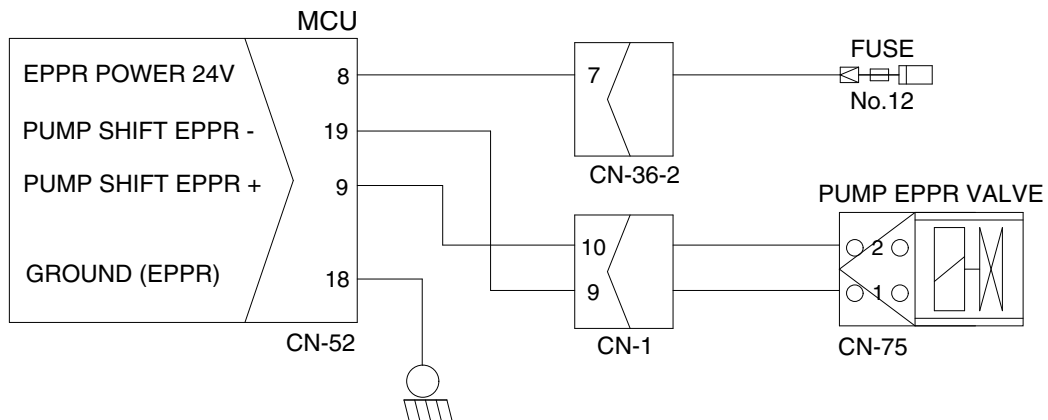 MCU
EPPR POWER 24V
8
7
FUSE
No.12
PUMP SHIFT EPPR -
19
CN-36-2
PUMP SHIFT EPPR +
9
PUMP EPPR VALVE
10
2
GROUND (EPPR)
18
9
1
CN-52
CN-1
CN-75